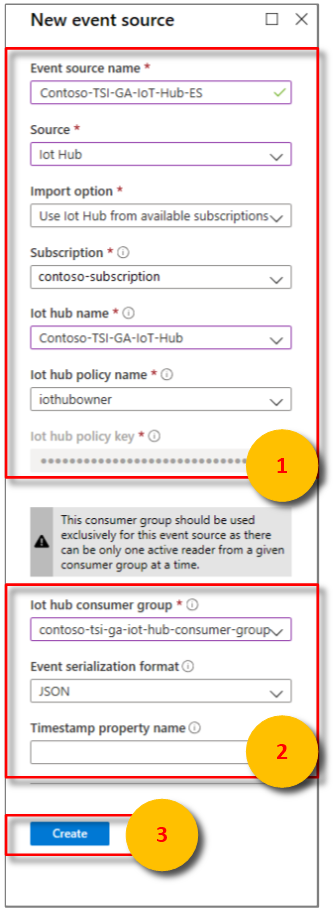 New event source
Event source name *
Contoso-TSI-GA-IoT-Hub-ES
Source *
Iot Hub
Import option *
Use Iot Hub from available subscriptions
Subscription *
contoso-subscription
Iot hub name *
Contoso-TSI-GA-IoT-Hub
Iot hub policy name *
iothubowner
Iot hub policy key *
1
This consumer group should be used
exclusively for this event source as there
can be only one active reader from a given
consumer group at a time.
Iot hub consumer group *
contoso-tsi-ga-iot-hub-consumer-group
Event serialization format
JSON
Timestamp property name
2
Create
3